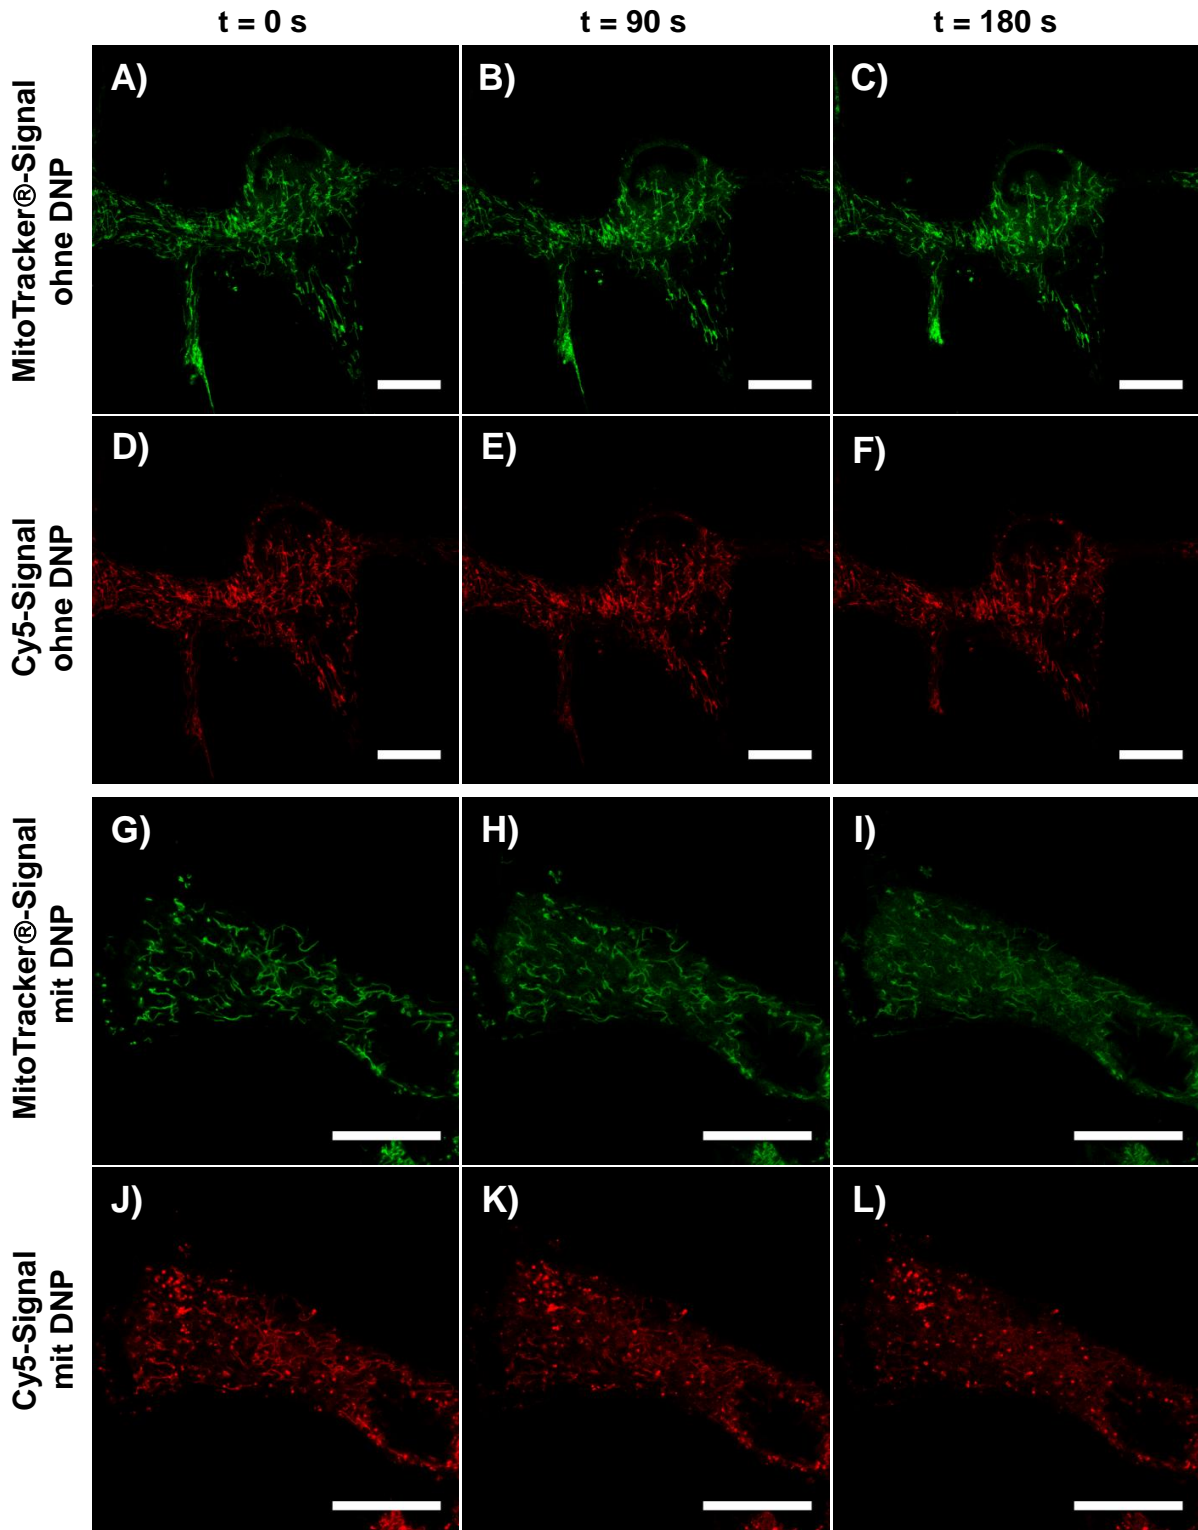 t = 0 s
t = 90 s
t = 180 s
MitoTracker®-Signal
ohne DNP
A)
B)
C)
Cy5-Signal
ohne DNP
D)
E)
F)
MitoTracker®-Signal
mit DNP
G)
H)
I)
Cy5-Signal
mit DNP
J)
K)
L)